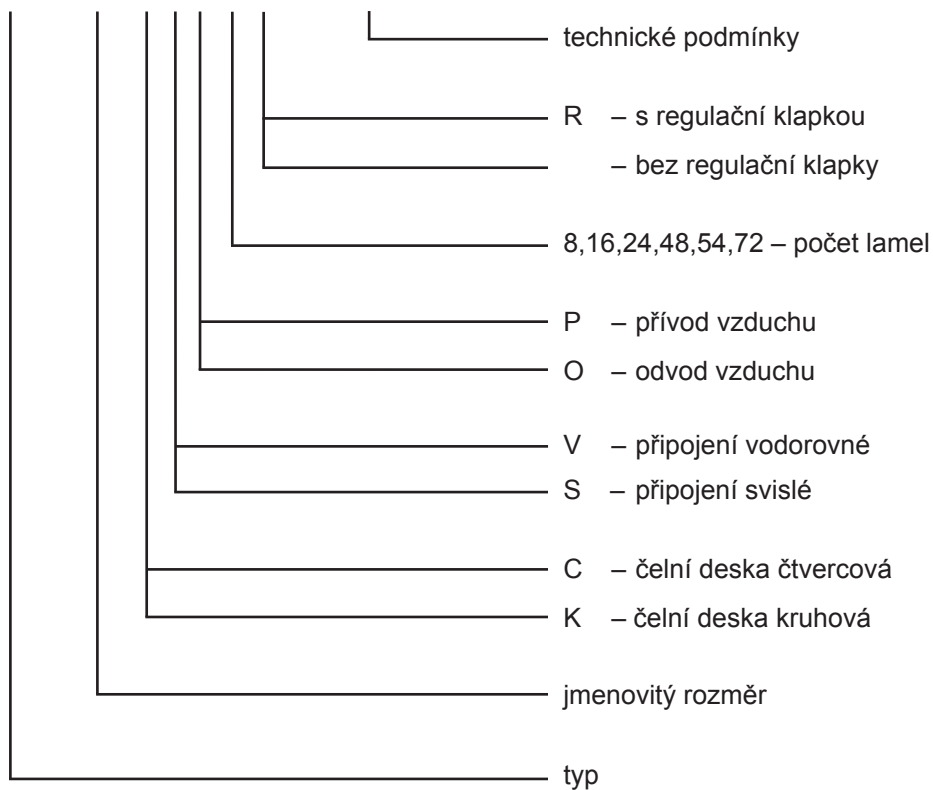 technické podmínky
R – s regulační klapkou
– bez regulační klapky
8,16,24,48,54,72 – počet lamel
P – přívod vzduchu
O – odvod vzduchu
V – připojení vodorovné
S – připojení svislé
C – čelní deska čtvercová
K – čelní deska kruhová
jmenovitý rozměr
typ